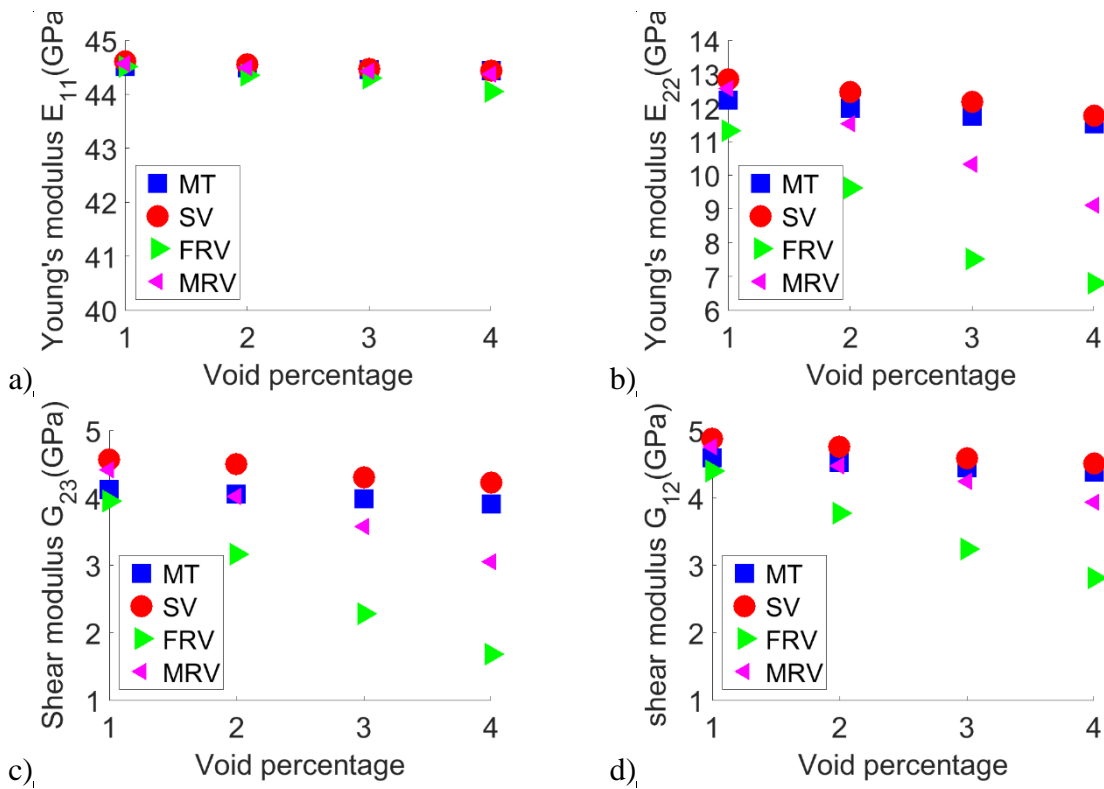 Young's modulus E11(GPa
45
44
43
42
41
40
MT
SV
FRV
MRV
1 2 3 4
Void percentage
a)
Young's modulus E22(GPa
14
13
12
11
10
9
8
7
6
MT
SV
FRV
MRV
1 2 3 4
Void percentage
b)
Shear modulus G23(GPa)
5
4
3
2
1
MT
SV
FRV
MRV
1 2 3 4
Void percentage
c)
shear modulus G12(GPa)
5
4
3
2
1
MT
SV
FRV
MRV
1 2 3 4
Void percentage
d)